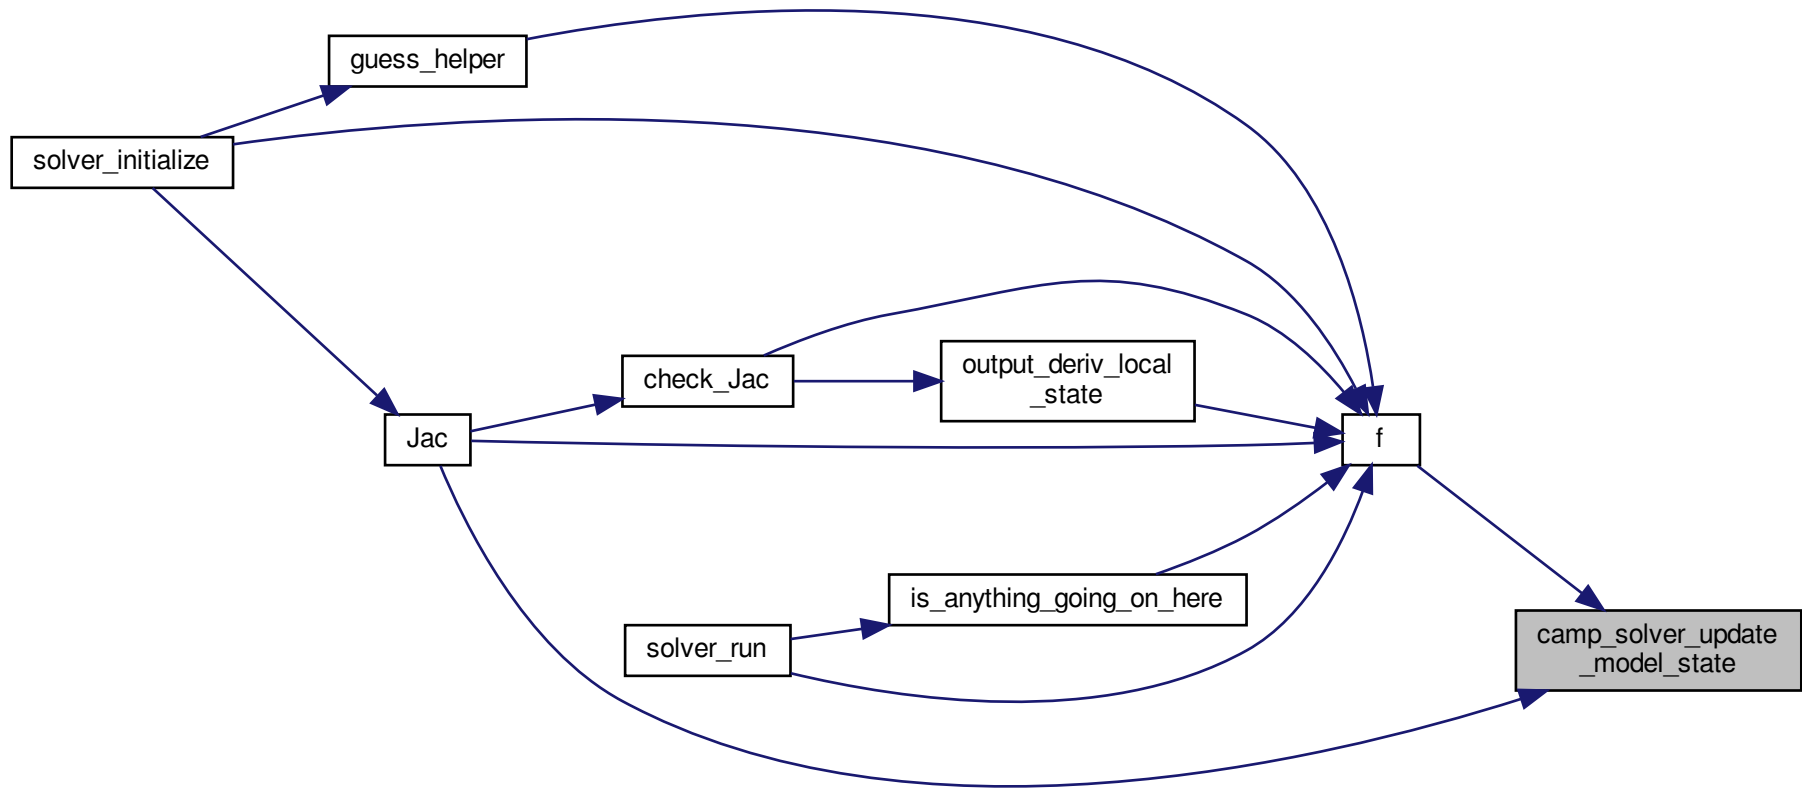 guess_helper
solver_initialize
output_deriv_local
_state
check_Jac
Jac
f
is_anything_going_on_here
solver_run
camp_solver_update
_model_state